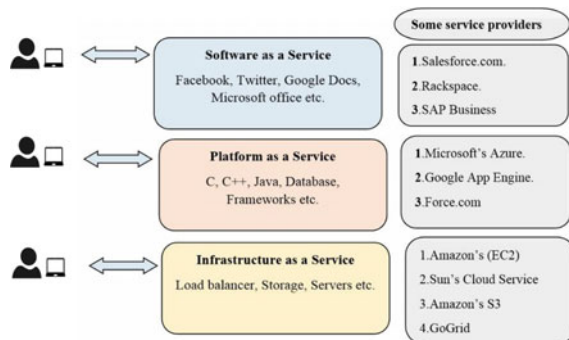 Some service providers
Software as a Service
Facebook, Twitter, Google Docs,
Microsoft office etc.
1.Salesforce.com.
2.Rackspace.
3.SAP Business
Platform as a Service
C, C++, Java, Database,
Frameworks etc.
1.Microsoft's Azure.
2.Google App Engine.
3.Force.com
Infrastructure as a Service
Load balancer, Storage, Servers etc.
1.Amazon's (EC2)
2.Sun's Cloud Service
3.Amazon's S3
4.GoGrid